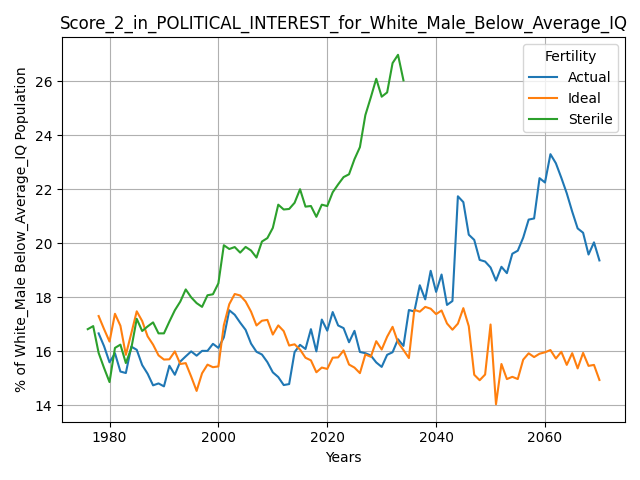 Score_2_in_POLITICAL_INTEREST_for_White_Male_Below_Average_IQ
% of White_Male Below_Average_IQ Population
26
24
22
20
18
16
14
Fertility
Actual
Ideal
Sterile
1980
2000
2020
2040
2060
Years